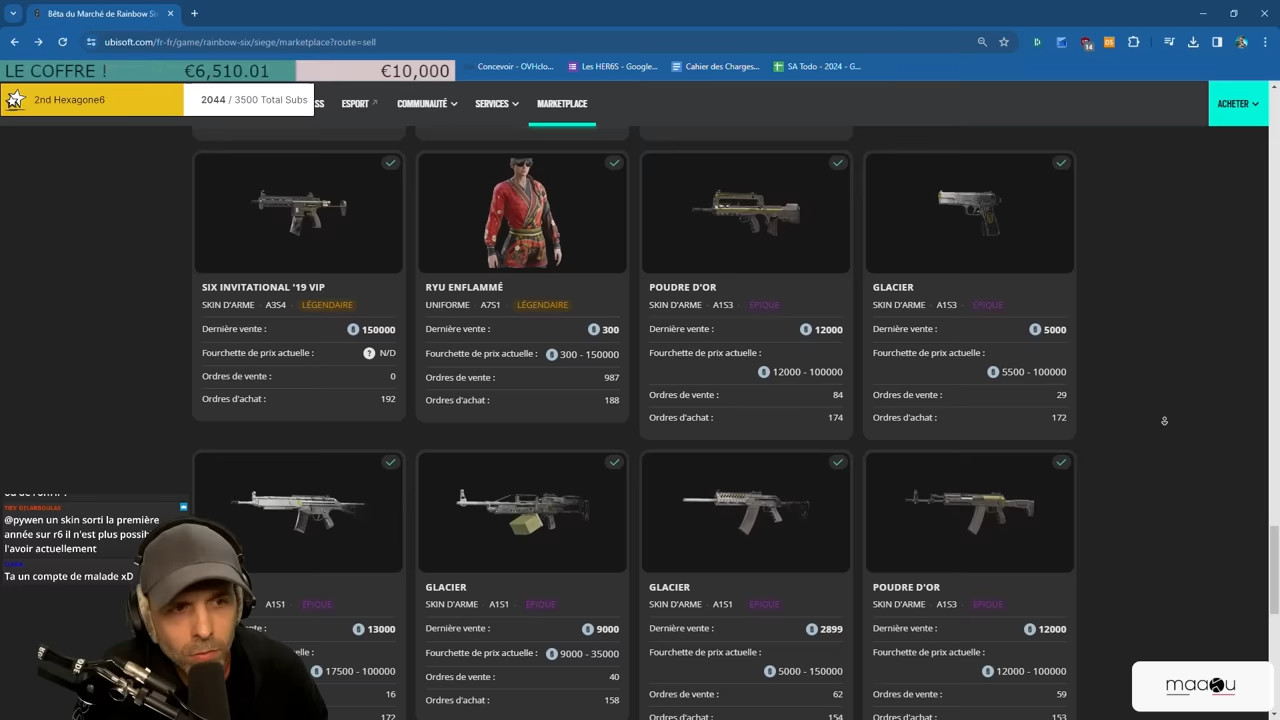 Bêta du Marché de Rainbow Si
ubisoft.com/fr-fr/game/rainbow-six/siege/marketplace?route=sell
14
LE COFFRE ! €6,510.01 €10,000
Concevoir - OVHclo...
Les HER6S - Google...
Cahier des Charges...
SA Todo - 2024 - G...
2nd Hexagone6
2044 / 3500 Total Subs
SS
ESPORT
COMMUNAUTÉ
SERVICES
MARKETPLACE
ACHETER
SIX INVITATIONAL '19 VIP
SKIN D'ARME A3S4 LÉGENDAIRE
Dernière vente : 150000
Fourchette de prix actuelle : ? N/D
Ordres de vente : 0
Ordres d'achat : 192
RYU ENFLAMMÉ
UNIFORME A7S1 LÉGENDAIRE
Dernière vente : 300
Fourchette de prix actuelle : 300 - 150000
Ordres de vente : 987
Ordres d'achat : 188
POUDRE D'OR
SKIN D'ARME A1S3 ÉPIQUE
Dernière vente : 12000
Fourchette de prix actuelle :
12000 - 100000
Ordres de vente : 84
Ordres d'achat : 174
GLACIER
SKIN D'ARME A1S3 ÉPIQUE
Dernière vente : 5000
Fourchette de prix actuelle :
5500 - 100000
Ordres de vente : 29
Ordres d'achat : 172
@pywen un skin sorti la première
année sur r6 il n'est plus possib
l'avoir actuellement
Ta un compte de malade xD
A1S1 ÉPIQUE
13000
elle :
17500 - 100000
16
172
GLACIER
SKIN D'ARME A1S1 ÉPIQUE
Dernière vente : 9000
Fourchette de prix actuelle : 9000 - 35000
Ordres de vente : 40
Ordres d'achat : 158
GLACIER
SKIN D'ARME A1S1 ÉPIQUE
Dernière vente : 2899
Fourchette de prix actuelle :
5000 - 150000
Ordres de vente : 62
Ordres d'achat : 154
POUDRE D'OR
SKIN D'ARME A1S3 ÉPIQUE
Dernière vente : 12000
Fourchette de prix actuelle :
12000 - 100000
Ordres de vente : 59
Ordres d'achat : 153